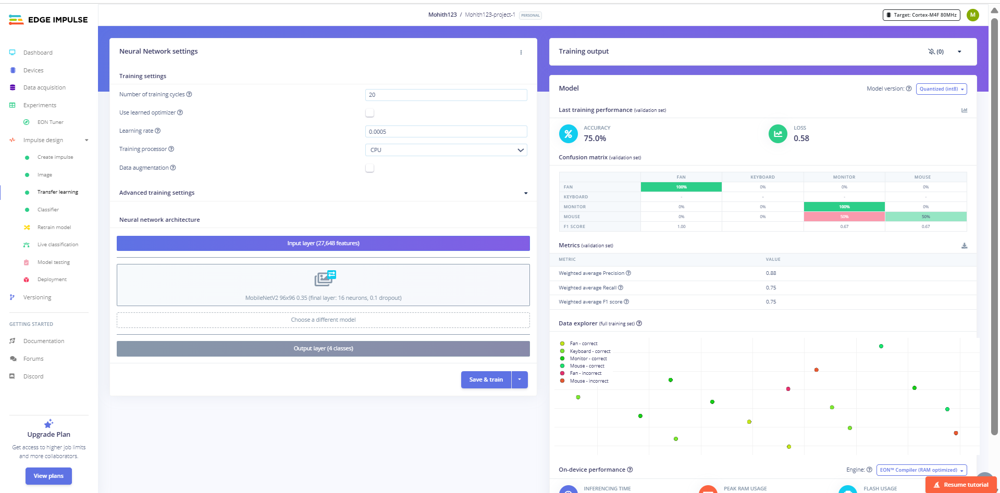 EDGE IMPULSE
Mohith123 / Mohith123-project-1 PERSONAL
Target: Cortex-M4F 80MHz
M
Dashboard
Devices
Data acquisition
Experiments
EON Tuner
Impulse design
Create impulse
Image
Transfer learning
Classifier
Retrain model
Live classification
Model testing
Deployment
Versioning
GETTING STARTED
Documentation
Forums
Discord
Upgrade Plan
Get access to higher job limits
and more collaborators.
View plans
Neural Network settings
Training settings
Number of training cycles
20
Use learned optimizer
Learning rate
0.0005
Training processor
CPU
Data augmentation
Advanced training settings
Neural network architecture
Input layer (27,648 features)
MobileNetV2 96x96 0.35 (final layer: 16 neurons, 0.1 dropout)
Choose a different model
Output layer (4 classes)
Save & train
Training output
(0)
Model
Model version: Quantized (int8)
Last training performance (validation set)
% ACCURACY
75.0%
LOSS
0.58
Confusion matrix (validation set)
FAN KEYBOARD MONITOR MOUSE
FAN 100% 0% 0% 0%
KEYBOARD - - - -
MONITOR 0% 0% 100% 0%
MOUSE 0% 0% 50% 50%
F1 SCORE 1.00 0.67 0.67
Metrics (validation set)
METRIC VALUE
Weighted average Precision 0.88
Weighted average Recall 0.75
Weighted average F1 score 0.75
Data explorer (full training set)
Fan - correct
Keyboard - correct
Monitor - correct
Mouse - correct
Fan - incorrect
Mouse - incorrect
On-device performance
Engine: EON™ Compiler (RAM optimized)
INFERENCING TIME
PEAK RAM USAGE
FLASH USAGE
Resume tutorial